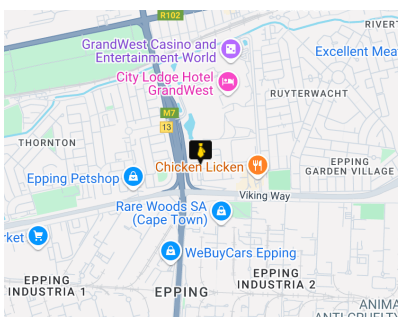 R102
RIVERT
GrandWest Casino and
Entertainment World
Excellent Mea
City Lodge Hotel
GrandWest
RUYTERWACHT
M7
13
THORNTON
Chicken Licken
EPPING
GARDEN VILLAGE
Epping Petshop
Viking Way
Rare Woods SA
(Cape Town)
rket
WeBuyCars Epping
EPPING
INDUSTRIA 1
EPPING
INDUSTRIA 2
EPPING
ANIMA
ANTI-CRUELTY